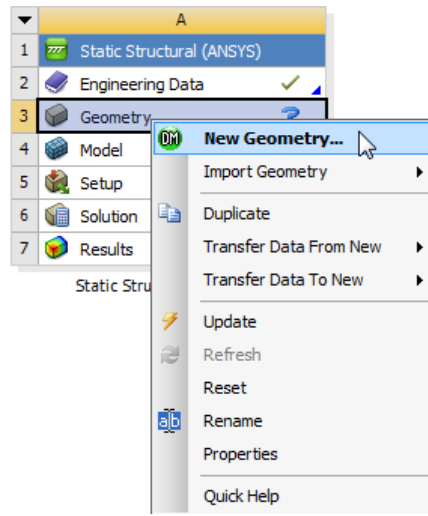 A
1 Static Structural (ANSYS)
2 Engineering Data
3 Geometry
4 Model
5 Setup
6 Solution
7 Results
Static Stru
DM New Geometry...
Import Geometry
Duplicate
Transfer Data From New
Transfer Data To New
Update
Refresh
Reset
ab Rename
Properties
Quick Help